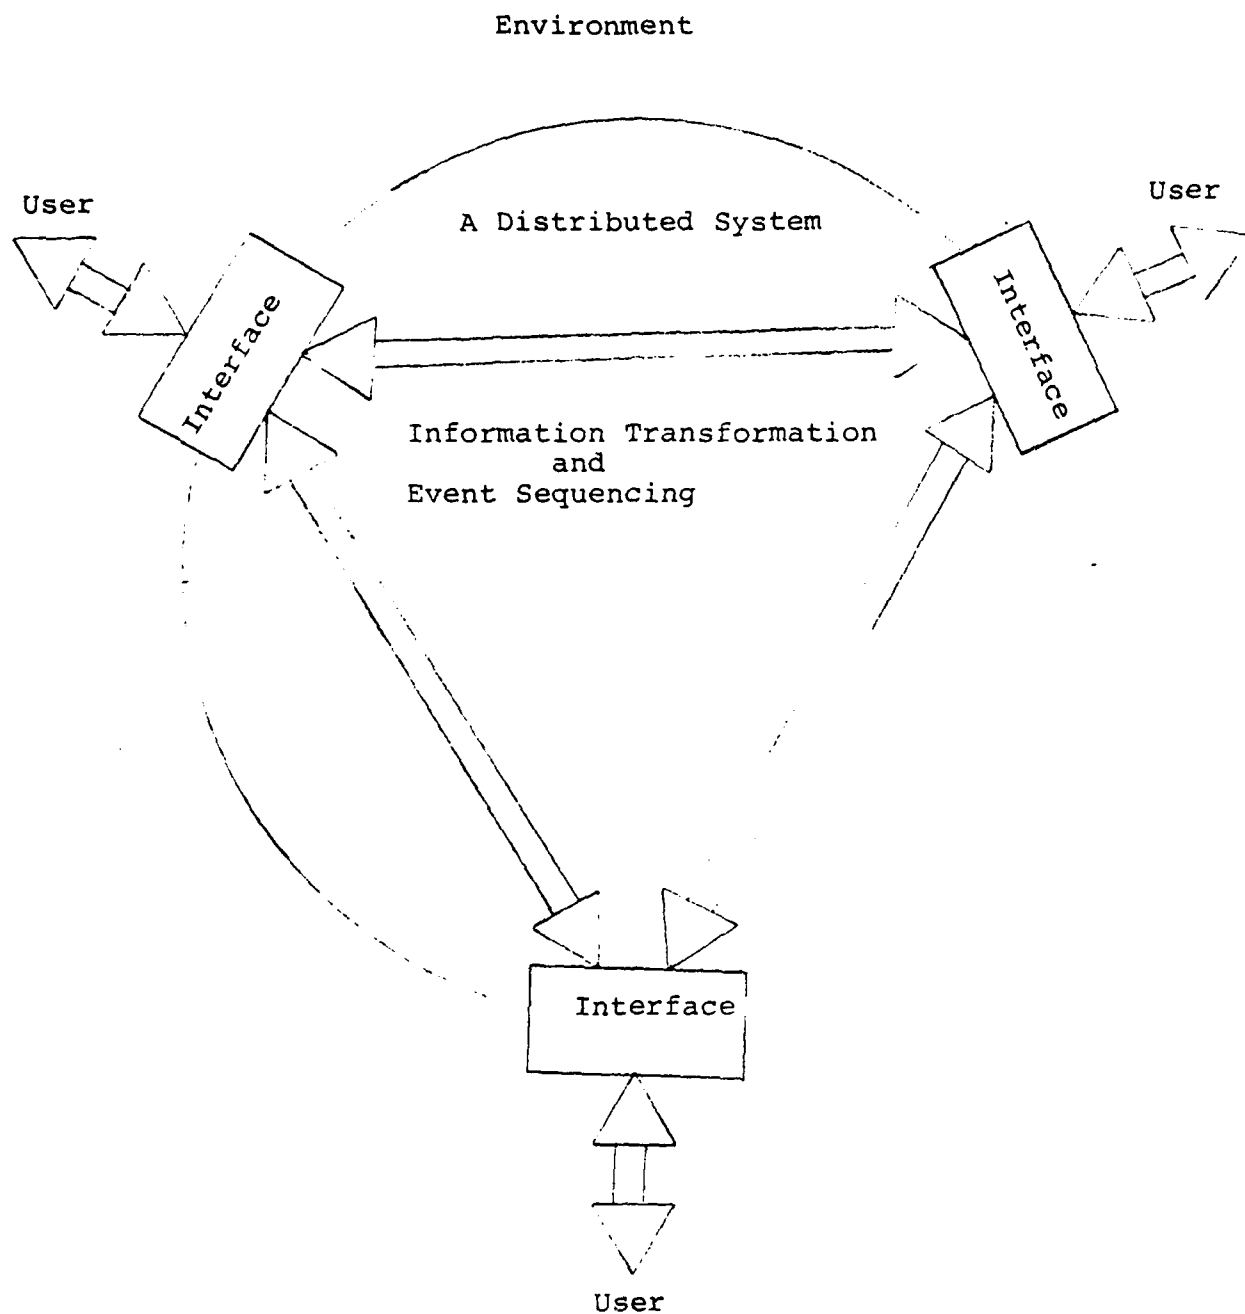 Environment
User
User
A Distributed System
Interface
Interface
Information Transformation
and
Event Sequencing
Interface
User